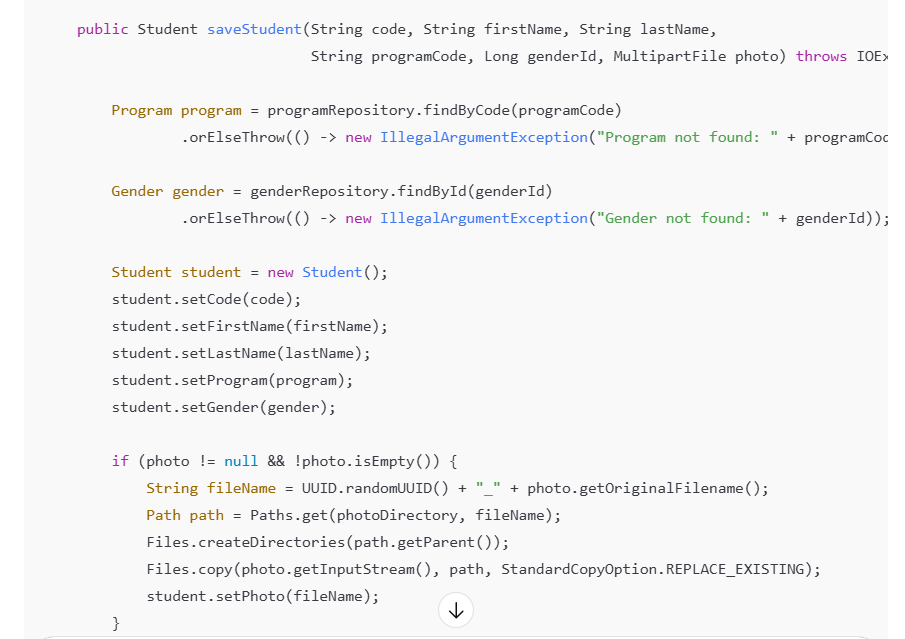 public Student saveStudent(String code, String firstName, String lastName,
String programCode, Long genderId, MultipartFile photo) throws
Program program = programRepository.findByCode(programCode)
.orElseThrow(() -> new IllegalArgumentException("Program not found: " +
Gender gender = genderRepository.findById(genderId)
.orElseThrow(() -> new IllegalArgumentException("Gender not found: " + genderId));
Student student = new Student();
student.setCode(code);
student.setFirstName(firstName);
student.setLastName(lastName);
student.setProgram(program);
student.setGender(gender);
if (photo != null && !photo.isEmpty()) {
String fileName = UUID.randomUUID() + "_" + photo.getOriginalFilename();
Path path = Paths.get(photoDirectory, fileName);
Files.createDirectories(path.getParent());
Files.copy(photo.getInputStream(), path, StandardCopyOption.REPLACE_EXISTING);
student.setPhoto(fileName);
}